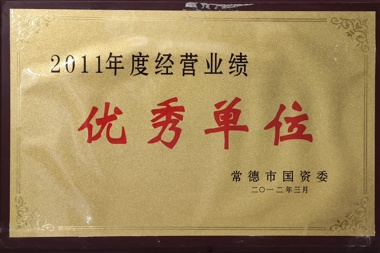 2011年度经营业绩
优秀单位
常德市国资委
二〇一二年三月